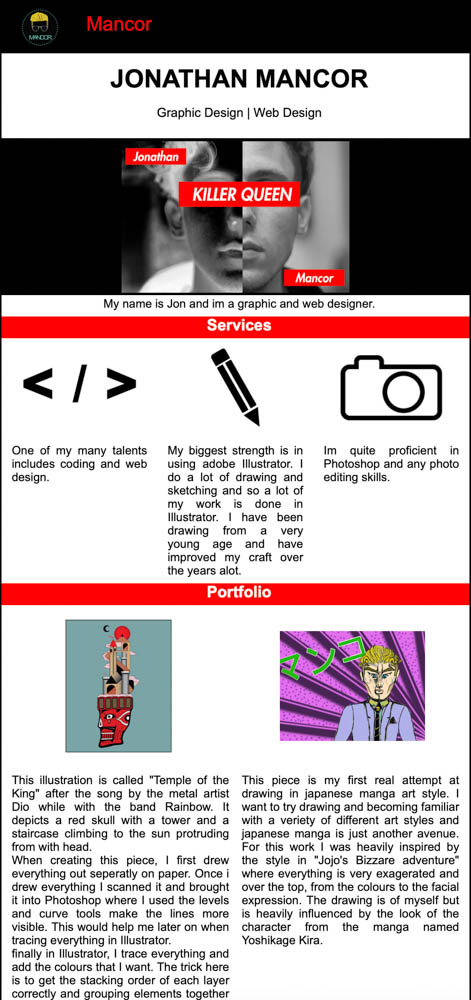 MANCOR
Mancor
JONATHAN MANCOR
Graphic Design | Web Design
Jonathan
KILLER QUEEN
Mancor
My name is Jon and im a graphic and web designer.
Services
< / >
One of my many talents
includes coding and web
design.
My biggest strength is in
using adobe Illustrator. I
do a lot of drawing and
sketching and so a lot of
my work is done in
Illustrator. I have been
drawing from a very
young age and have
improved my craft over
the years alot.
Im quite proficient in
Photoshop and any photo
editing skills.
Portfolio
マンコ
This illustration is called "Temple of the
King" after the song by the metal artist
Dio while with the band Rainbow. It
depicts a red skull with a tower and a
staircase climbing to the sun protruding
from with head.
When creating this piece, I first drew
everything out seperatly on paper. Once i
drew everything I scanned it and brought
it into Photoshop where I used the levels
and curve tools make the lines more
visible. This would help me later on when
tracing everything in Illustrator.
finally in Illustrator, I trace everything and
add the colours that I want. The trick here
is to get the stacking order of each layer
correctly and grouping elements together
This piece is my first real attempt at
drawing in japanese manga art style. I
want to try drawing and becoming familiar
with a veriety of different art styles and
japanese manga is just another avenue.
For this work I was heavily inspired by
the style in "Jojo's Bizzare adventure"
where everything is very exagerated and
over the top, from the colours to the facial
expression. The drawing is of myself but
is heavily influenced by the look of the
character from the manga named
Yoshikage Kira.